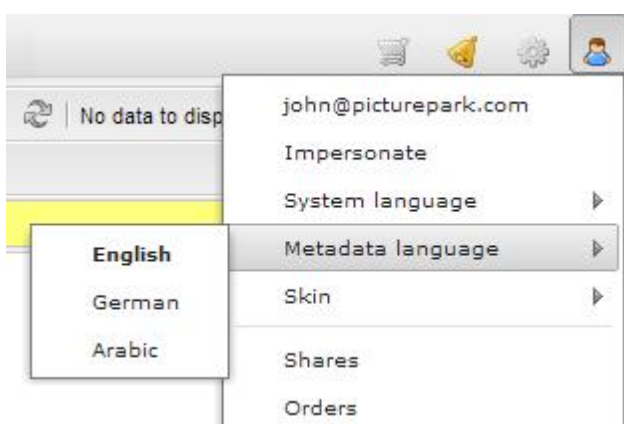 No data to disp
john@picturepark.com
Impersonate
System language
Metadata language
Skin
Shares
Orders
English
German
Arabic